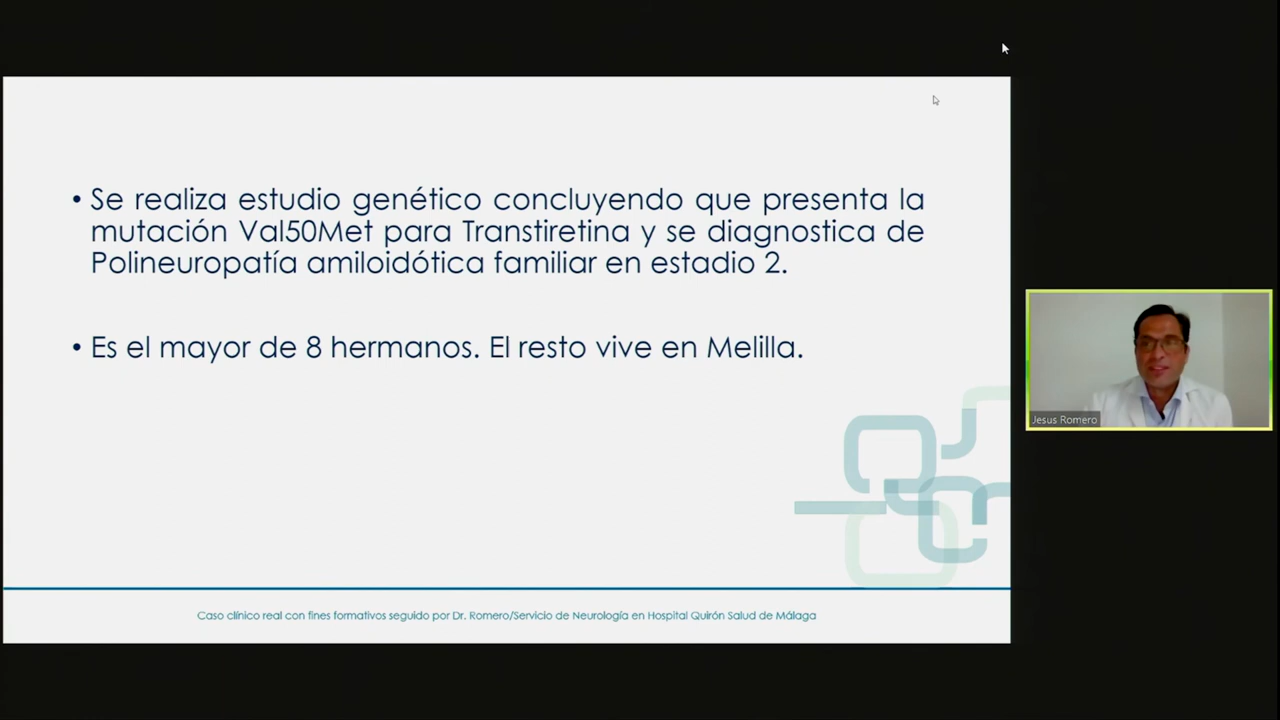 • Se realiza estudio genético concluyendo que presenta la
mutación Val50Met para Transtiretina y se diagnostica de
Polineuropatía amiloidótica familiar en estadio 2.
• Es el mayor de 8 hermanos. El resto vive en Melilla.
Jesus Romero
Caso clínico real con fines formativos seguido por Dr. Romero/Servicio de Neurología en Hospital Quirón Salud de Málaga